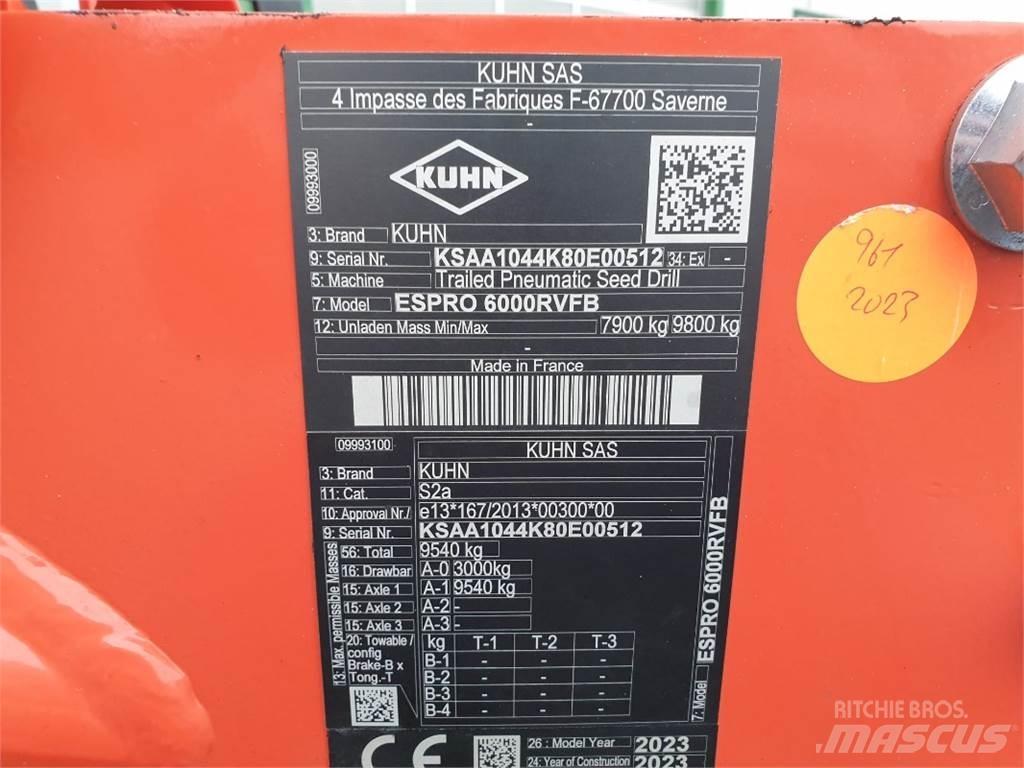 KUHN SAS
4 Impasse des Fabriques F-67700 Saverne
-
09993000
KUHN
3: Brand KUHN
9: Serial Nr. KSAA1044K80E00512 34: Ex -
5: Machine Trailed Pneumatic Seed Drill
7: Model ESPRO 6000RVFB
12: Unladen Mass Min/Max 7900 kg 9800 kg
-
Made in France
961
2023
09993100 KUHN SAS
3: Brand KUHN
11: Cat. S2a
10: Approval Nr./ e13*167/2013*00300*00
9: Serial Nr. KSAA1044K80E00512
13: Max. permissible Masses
56: Total 9540 kg
16: Drawbar A-0 3000kg
15: Axle 1 A-1 9540 kg
15: Axle 2 A-2 -
15: Axle 3 A-3 -
20: Towable / config Brake-B x Tong.-T
kg T-1 T-2 T-3
B-1 - - -
B-2 - - -
B-3 - - -
B-4 - - -
7: Model ESPRO 6000RVFB
CE
26 : Model Year 2023
24: Year of Construction 2023
RITCHIE BROS.
MASCUS